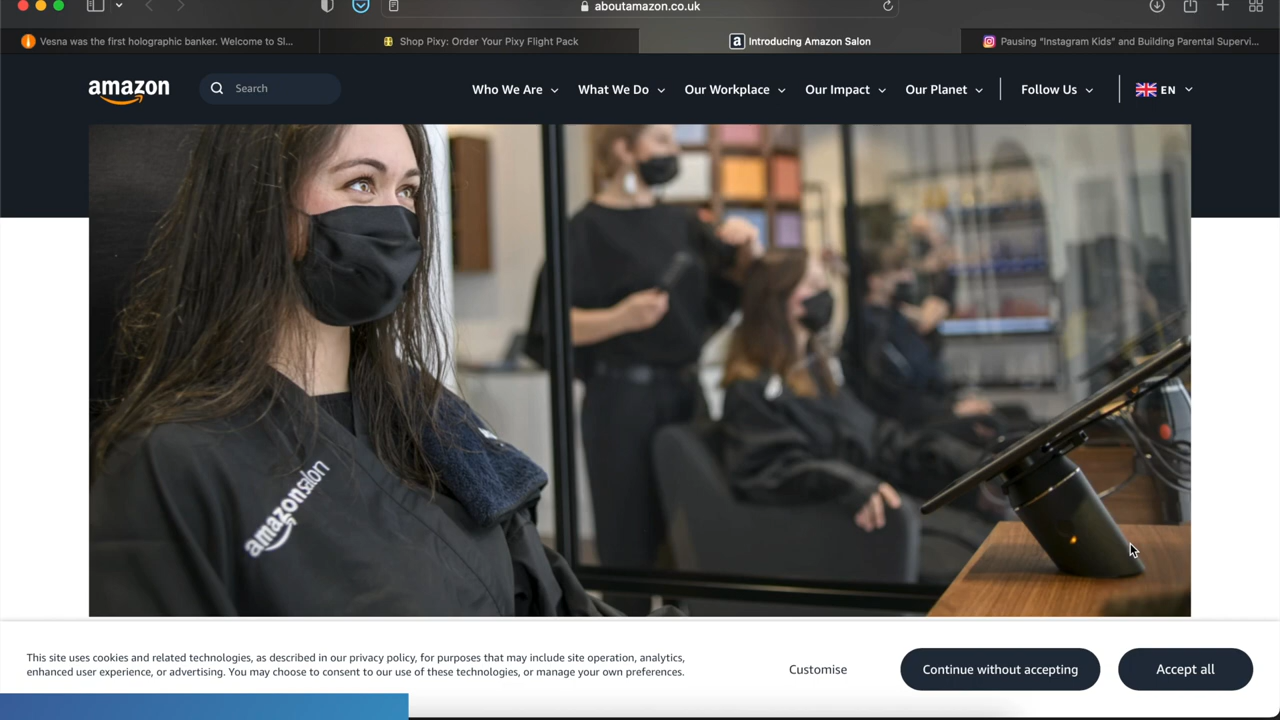 aboutamazon.co.uk
Vesna was the first holographic banker. Welcome to Sl...
Shop Pixy: Order Your Pixy Flight Pack
a
Introducing Amazon Salon
Pausing “Instagram Kids” and Building Parental Supervi...
amazon
Search
Who We Are
What We Do
Our Workplace
Our Impact
Our Planet
Follow Us
EN
amazon salon
This site uses cookies and related technologies, as described in our privacy policy, for purposes that may include site operation, analytics,
enhanced user experience, or advertising. You may choose to consent to our use of these technologies, or manage your own preferences.
Customise
Continue without accepting
Accept all